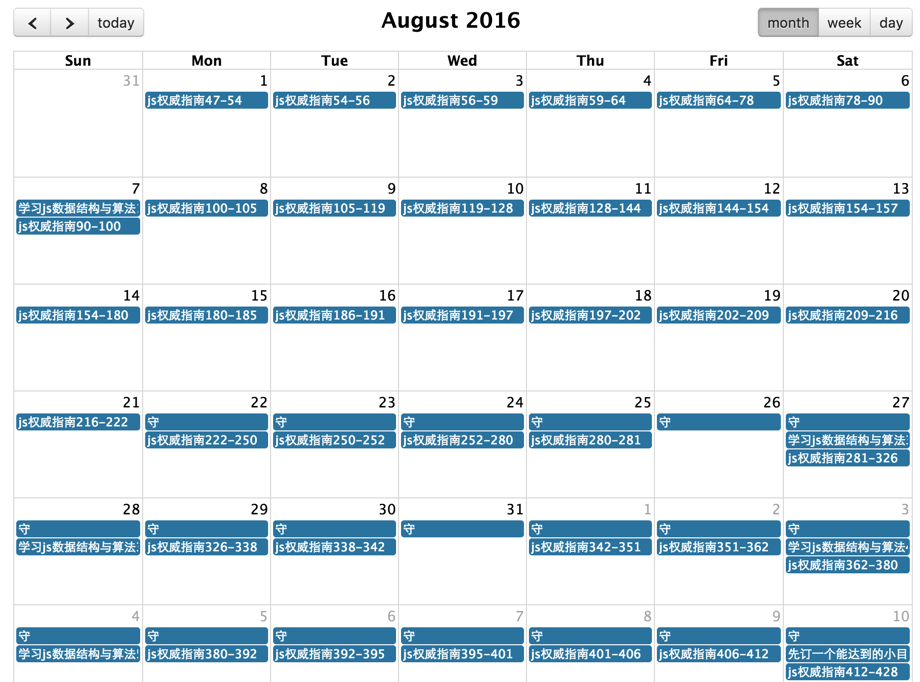 today
August 2016
month week day
Sun Mon Tue Wed Thu Fri Sat
31 1 2 3 4 5 6
js权威指南47-54 js权威指南54-56 js权威指南56-59 js权威指南59-64 js权威指南64-78 js权威指南78-90
7 8 9 10 11 12 13
学习js数据结构与算法 js权威指南100-105 js权威指南105-119 js权威指南119-128 js权威指南128-144 js权威指南144-154 js权威指南154-157
js权威指南90-100
14 15 16 17 18 19 20
js权威指南154-180 js权威指南180-185 js权威指南186-191 js权威指南191-197 js权威指南197-202 js权威指南202-209 js权威指南209-216
21 22 23 24 25 26 27
js权威指南216-222 守 守 守 守 守 守
js权威指南222-250 js权威指南250-252 js权威指南252-280 js权威指南280-281 学习js数据结构与算法
js权威指南281-326
28 29 30 31 1 2 3
守 守 守 守 守 守 守
学习js数据结构与算法 js权威指南326-338 js权威指南338-342 js权威指南342-351 js权威指南351-362 学习js数据结构与算法
js权威指南362-380
4 5 6 7 8 9 10
守 守 守 守 守 守 守
学习js数据结构与算法 js权威指南380-392 js权威指南392-395 js权威指南395-401 js权威指南401-406 js权威指南406-412 先订一个能达到的小目
js权威指南412-428